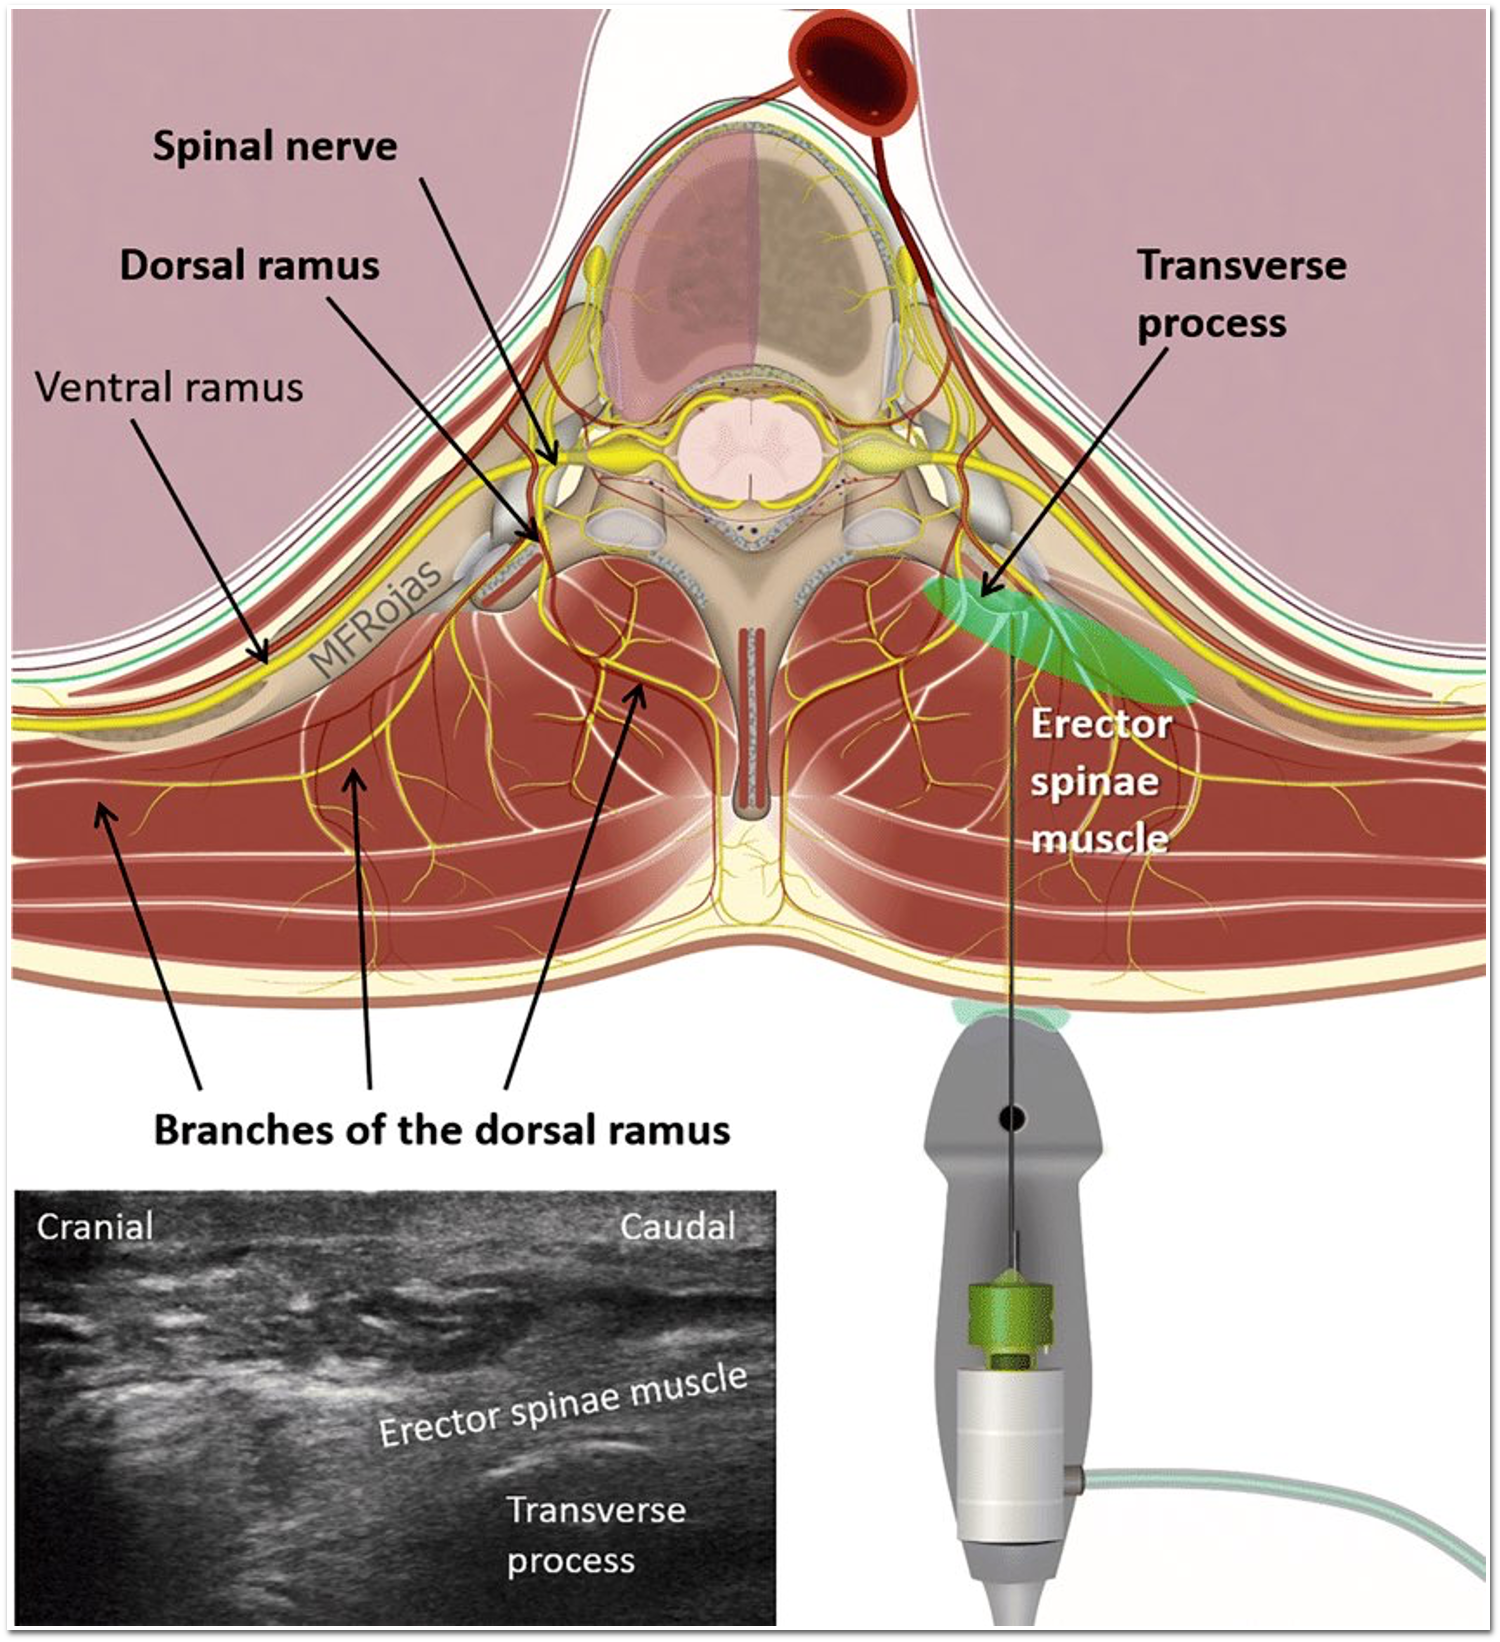 Spinal nerve
Dorsal ramus
Ventral ramus
Transverse
process
MFRojas
Erector
spinae
muscle
Branches of the dorsal ramus
Cranial
Caudal
Erector spinae muscle
Transverse
process